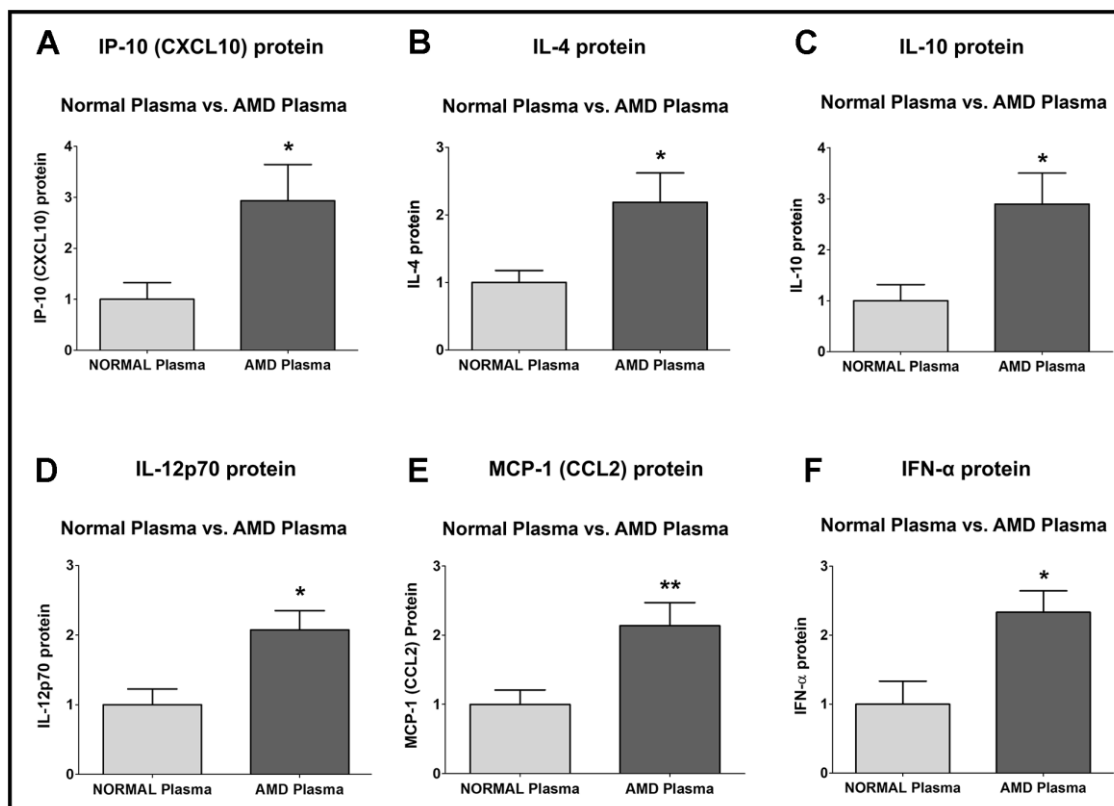 A
IP-10 (CXCL10) protein
Normal Plasma vs. AMD Plasma
IP-10 (CXCL10) protein
4
3
2
1
0
*
NORMAL Plasma
AMD Plasma
B
IL-4 protein
Normal Plasma vs. AMD Plasma
IL-4 protein
3
2
1
0
*
NORMAL Plasma
AMD Plasma
C
IL-10 protein
Normal Plasma vs. AMD Plasma
IL-10 protein
4
3
2
1
0
*
NORMAL Plasma
AMD Plasma
D
IL-12p70 protein
Normal Plasma vs. AMD Plasma
IL-12p70 protein
3
2
1
0
*
NORMAL Plasma
AMD Plasma
E
MCP-1 (CCL2) protein
Normal Plasma vs. AMD Plasma
MCP-1 (CCL2) Protein
3
2
1
0
**
NORMAL Plasma
AMD Plasma
F
IFN-α protein
Normal Plasma vs. AMD Plasma
IFN-α protein
3
2
1
0
*
NORMAL Plasma
AMD Plasma